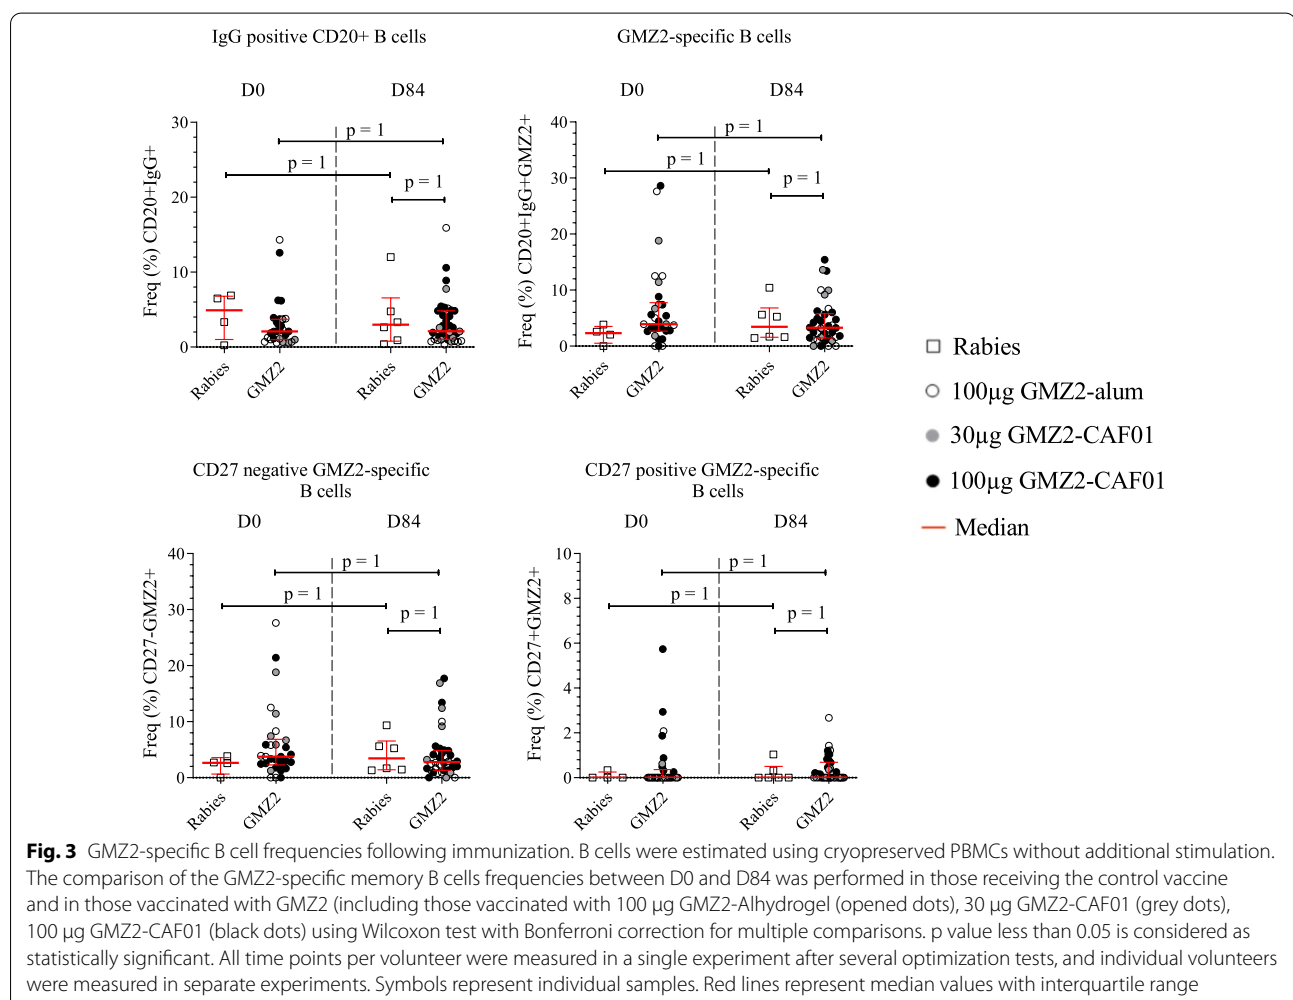 IgG positive CD20+ B cells
D0
D84
Freq (%) CD20+IgG+
30
20
10
0
p = 1
p = 1
p = 1
Rabies
GMZ2
Rabies
GMZ2
GMZ2-specific B cells
D0
D84
Freq (%) CD20+IgG+GMZ2+
40
30
20
10
0
p = 1
p = 1
p = 1
Rabies
GMZ2
Rabies
GMZ2
Rabies
100µg GMZ2-alum
30µg GMZ2-CAF01
100µg GMZ2-CAF01
Median
CD27 negative GMZ2-specific
B cells
D0
D84
Freq (%) CD27-GMZ2+
40
30
20
10
0
p = 1
p = 1
p = 1
Rabies
GMZ2
Rabies
GMZ2
CD27 positive GMZ2-specific
B cells
D0
D84
Freq (%) CD27+GMZ2+
10
8
6
4
2
0
p = 1
p = 1
p = 1
Rabies
GMZ2
Rabies
GMZ2
Fig. 3 GMZ2-specific B cell frequencies following immunization. B cells were estimated using cryopreserved PBMCs without additional stimulation.
The comparison of the GMZ2-specific memory B cells frequencies between D0 and D84 was performed in those receiving the control vaccine
and in those vaccinated with GMZ2 (including those vaccinated with 100 µg GMZ2-Alhydrogel (opened dots), 30 µg GMZ2-CAF01 (grey dots),
100 µg GMZ2-CAF01 (black dots) using Wilcoxon test with Bonferroni correction for multiple comparisons. p value less than 0.05 is considered as
statistically significant. All time points per volunteer were measured in a single experiment after several optimization tests, and individual volunteers
were measured in separate experiments. Symbols represent individual samples. Red lines represent median values with interquartile range